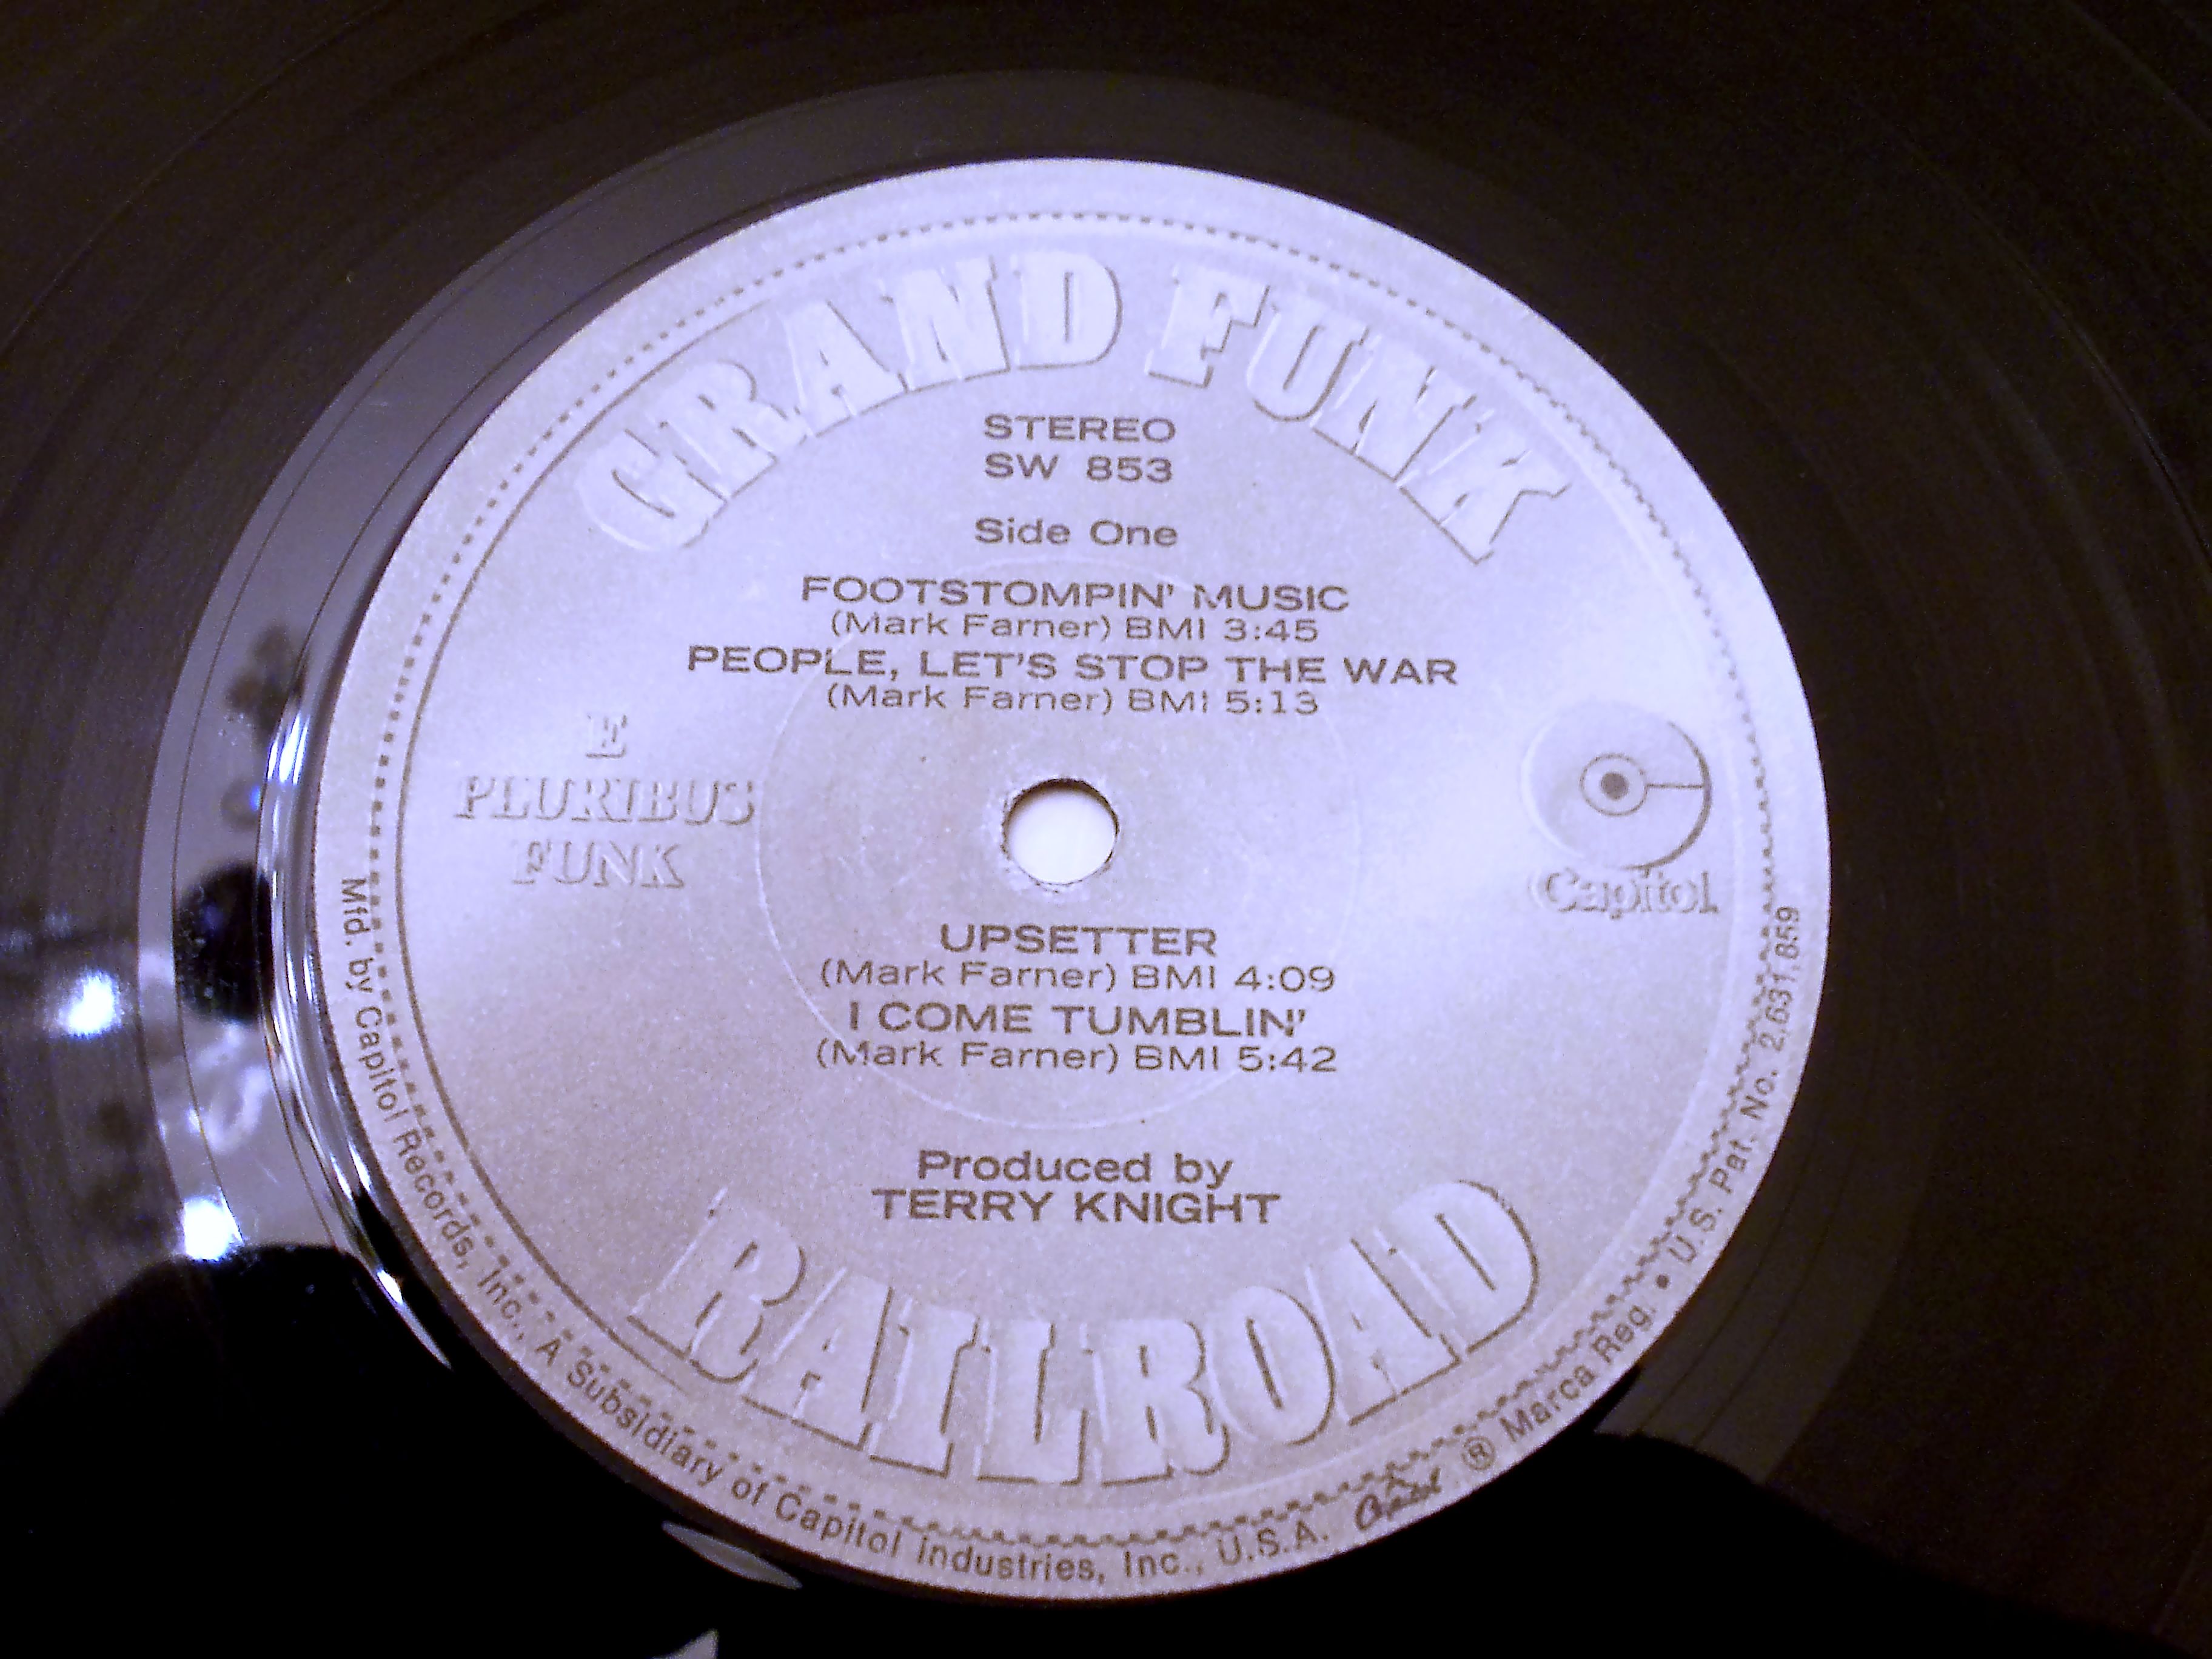 GRAND FUNK
STEREO
SW 853
Side One
FOOTSTOMPIN' MUSIC
(Mark Farner) BMI 3:45
PEOPLE, LET'S STOP THE WAR
(Mark Farner) BMI 5:13
E
PLURIBUS
FUNK
Capitol
UPSETTER
(Mark Farner) BMI 4:09
I COME TUMBLIN'
(Mark Farner) BMI 5:42
Produced by
TERRY KNIGHT
RAILROAD
Mfd. by Capitol Records, Inc., A Subsidiary of Capitol Industries, Inc., U.S.A. Capitol ® Marca Reg. • U.S. Pat. No. 2,631,859